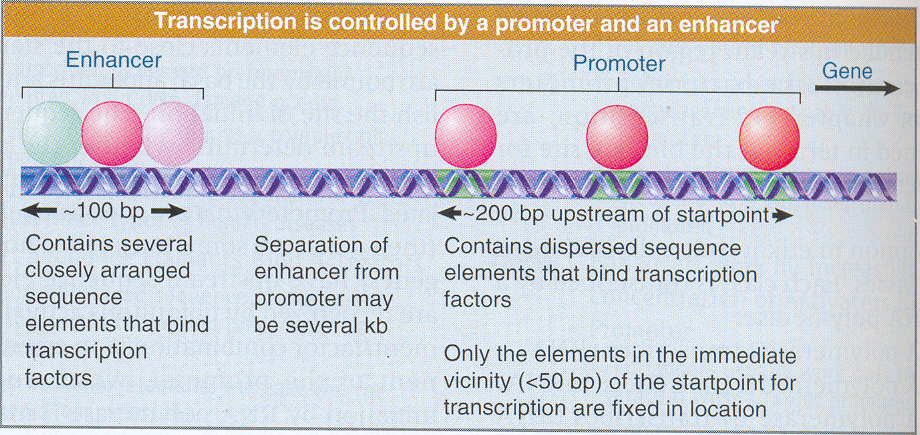 Transcription is controlled by a promoter and an enhancer
Enhancer
Promoter
Gene
~100 bp
~200 bp upstream of startpoint
Contains several
closely arranged
sequence
elements that bind
transcription
factors
Separation of
enhancer from
promoter may
be several kb
Contains dispersed sequence
elements that bind transcription
factors
Only the elements in the immediate
vicinity (<50 bp) of the startpoint for
transcription are fixed in location